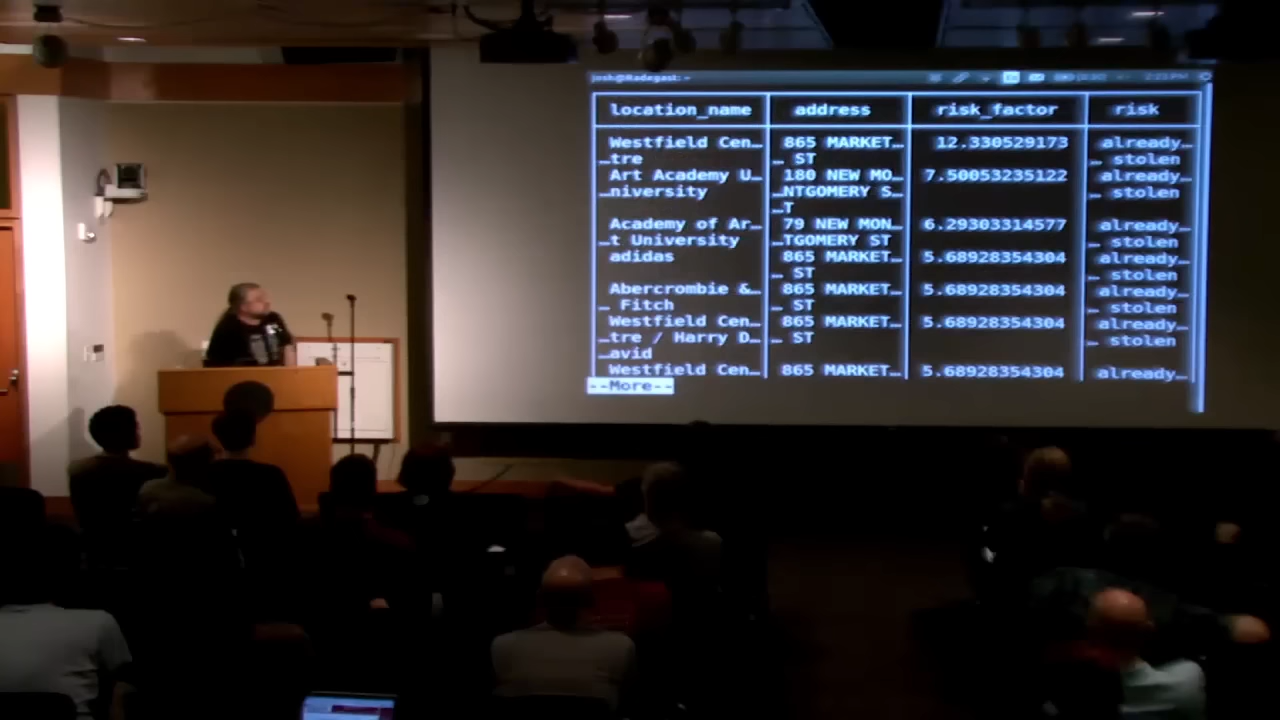 josh@Radegast: ~
2:23 PM
location_name address risk_factor risk
Westfield Cen… 865 MARKET… 12.330529173 already…
…tre … ST … stolen
Art Academy U… 180 NEW MO… 7.50053235122 already…
…niversity …NTGOMERY S… … stolen
…T
Academy of Ar… 79 NEW MON… 6.29303314577 already…
…t University …TGOMERY ST … stolen
adidas 865 MARKET… 5.68928354304 already…
… ST … stolen
Abercrombie &… 865 MARKET… 5.68928354304 already…
… Fitch … ST … stolen
Westfield Cen… 865 MARKET… 5.68928354304 already…
…tre / Harry D… … ST … stolen
…avid
Westfield Cen… 865 MARKET… 5.68928354304 already…
--More--